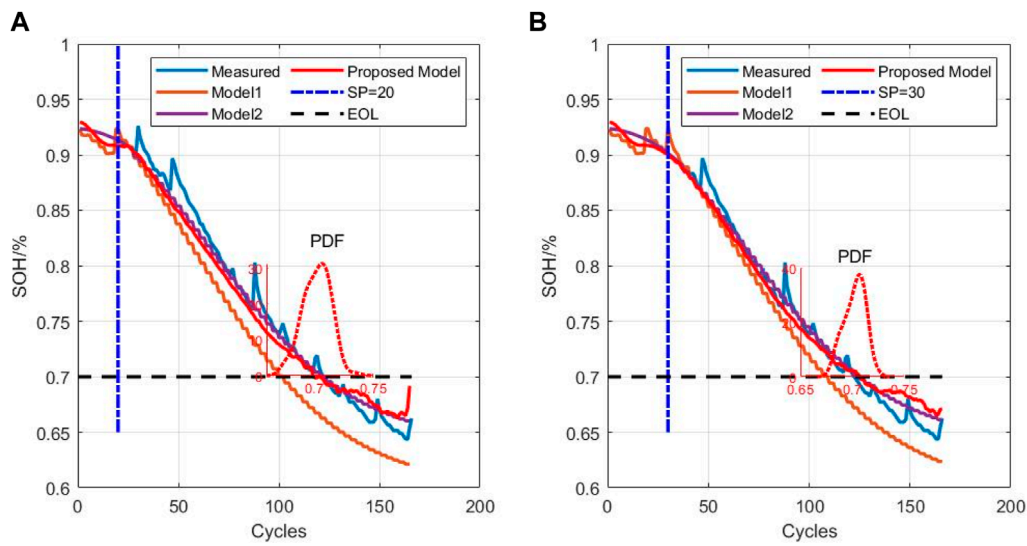 A
B
Measured
Model1
Model2
Proposed Model
SP=20
EOL
PDF
30
10
0
0.7
0.75
1
0.95
0.9
0.85
0.8
0.75
0.7
0.65
0.6
0
50
100
150
200
SOH/%
Cycles
Measured
Model1
Model2
Proposed Model
SP=30
EOL
PDF
40
20
0
0.65
0.7
0.75
1
0.95
0.9
0.85
0.8
0.75
0.7
0.65
0.6
0
50
100
150
200
SOH/%
Cycles